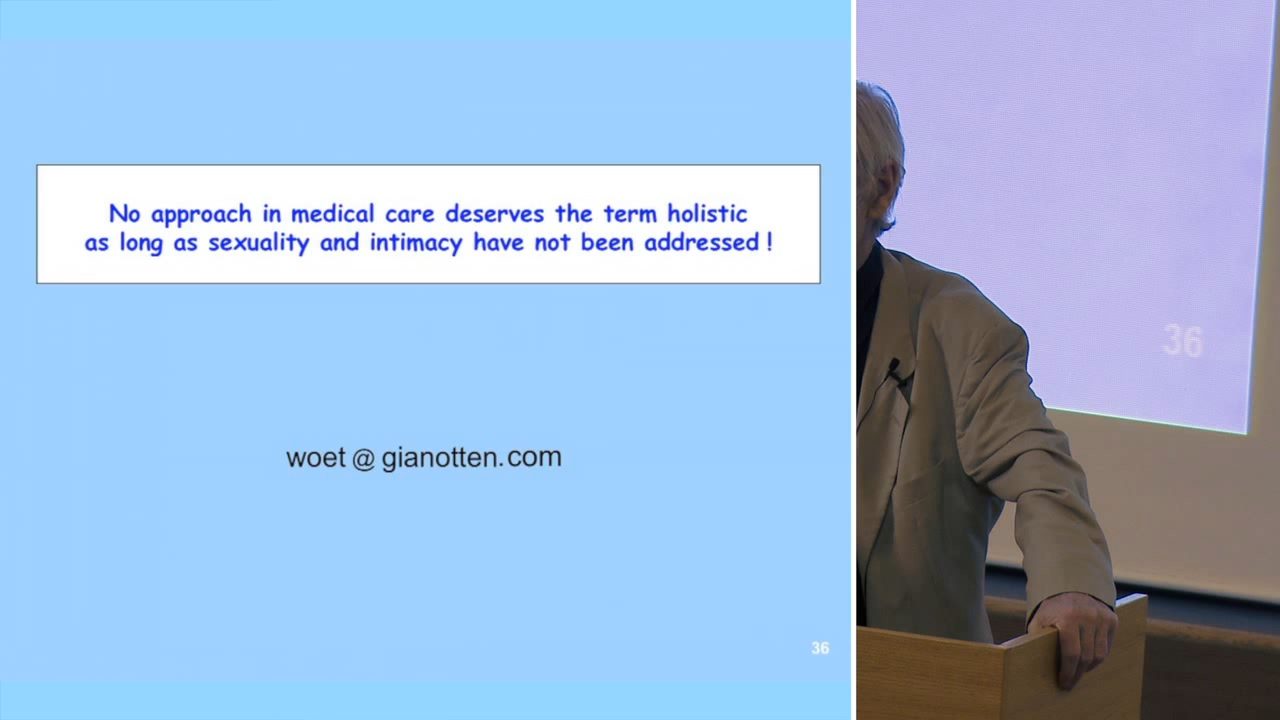 No approach in medical care deserves the term holistic
as long as sexuality and intimacy have not been addressed !
woet @ gianotten.com
36
36